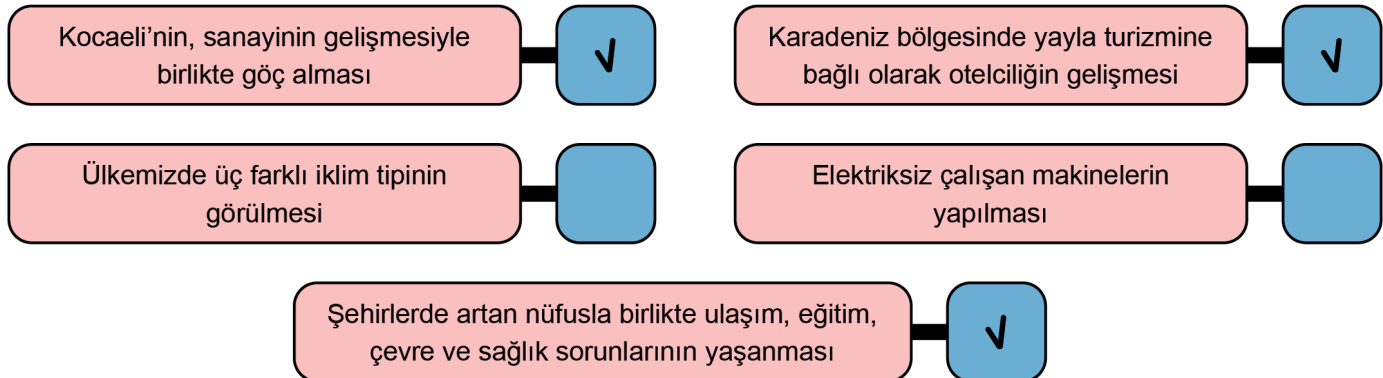 Kocaeli’nin, sanayinin gelişmesiyle
birlikte göç alması
√
Karadeniz bölgesinde yayla turizmine
bağlı olarak otelciliğin gelişmesi
√
Ülkemizde üç farklı iklim tipinin
görülmesi
Elektriksiz çalışan makinelerin
yapılması
Şehirlerde artan nüfusla birlikte ulaşım, eğitim,
çevre ve sağlık sorunlarının yaşanması
√